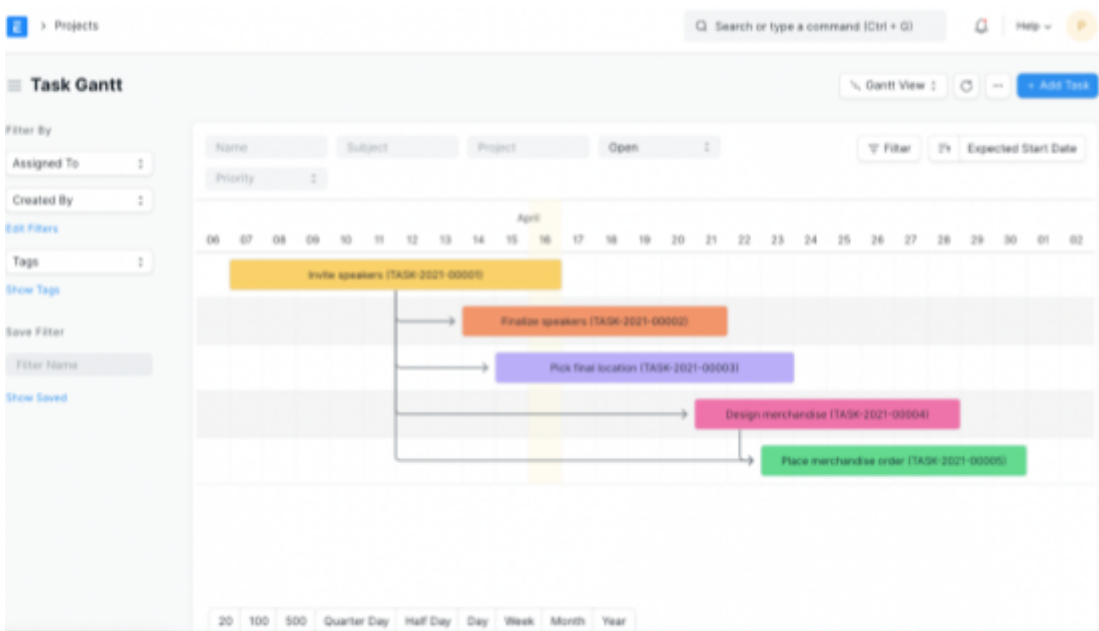 E > Projects
Search or type a command (Ctrl + G)
Help
P
Task Gantt
Gantt View
+ Add Task
Filter By
Assigned To
Created By
Edit Filters
Tags
Show Tags
Save Filter
Filter Name
Show Saved
Name Subject Project Open
Filter Expected Start Date
Priority
April
06 07 08 09 10 11 12 13 14 15 16 17 18 19 20 21 22 23 24 25 26 27 28 29 30 01 02
Invite speakers (TASK-2021-00001)
Finalize speakers (TASK-2021-00002)
Pick final location (TASK-2021-00003)
Design merchandise (TASK-2021-00004)
Place merchandise order (TASK-2021-00005)
20 100 500 Quarter Day Half Day Day Week Month Year